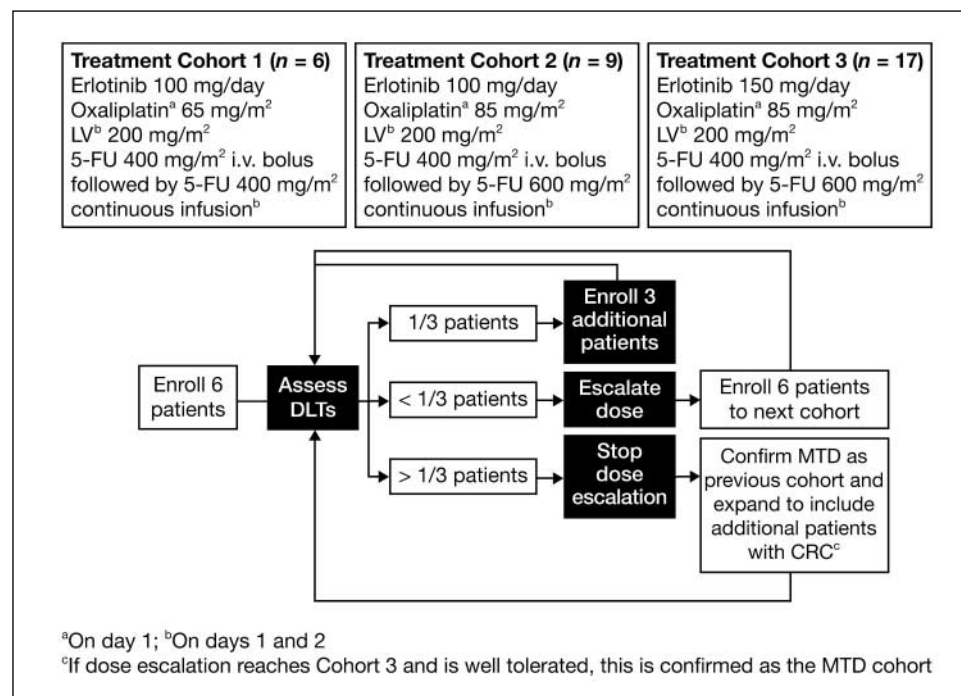 Treatment Cohort 1 (n = 6)
Erlotinib 100 mg/day
Oxaliplatinᵃ 65 mg/m²
LVᵇ 200 mg/m²
5-FU 400 mg/m² i.v. bolus
followed by 5-FU 400 mg/m²
continuous infusionᵇ
Treatment Cohort 2 (n = 9)
Erlotinib 100 mg/day
Oxaliplatinᵃ 85 mg/m²
LVᵇ 200 mg/m²
5-FU 400 mg/m² i.v. bolus
followed by 5-FU 600 mg/m²
continuous infusionᵇ
Treatment Cohort 3 (n = 17)
Erlotinib 150 mg/day
Oxaliplatinᵃ 85 mg/m²
LVᵇ 200 mg/m²
5-FU 400 mg/m² i.v. bolus
followed by 5-FU 600 mg/m²
continuous infusionᵇ
Enroll 6
patients
Assess
DLTs
1/3 patients
Enroll 3
additional
patients
< 1/3 patients
Escalate
dose
Enroll 6 patients
to next cohort
> 1/3 patients
Stop
dose
escalation
Confirm MTD as
previous cohort and
expand to include
additional patients
with CRCᶜ
ᵃOn day 1; ᵇOn days 1 and 2
ᶜIf dose escalation reaches Cohort 3 and is well tolerated, this is confirmed as the MTD cohort